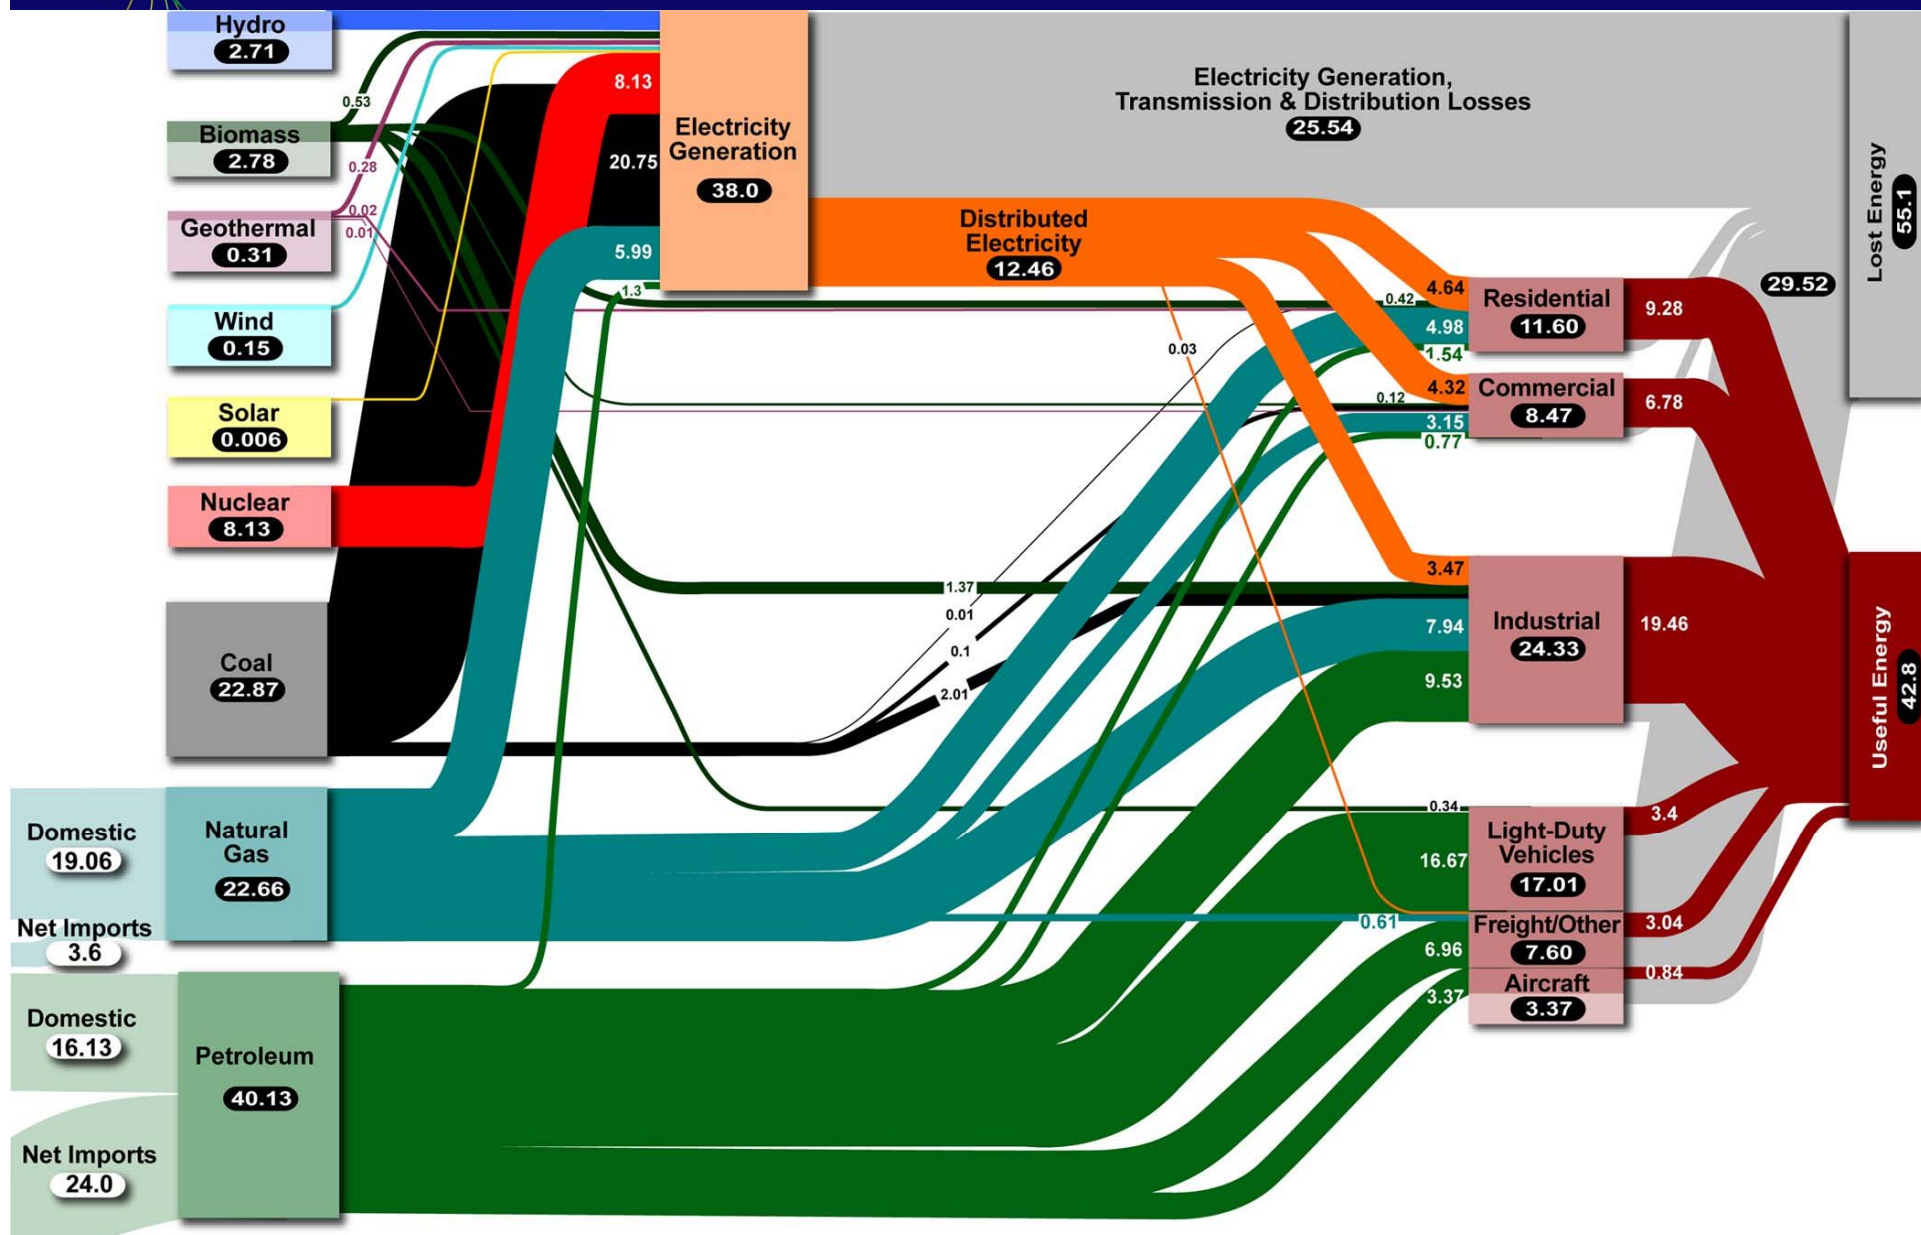 Hydro
2.71
0.53
Biomass
2.78
0.28
0.02
0.01
Geothermal
0.31
Wind
0.15
Solar
0.006
Nuclear
8.13
Coal
22.87
Domestic
19.06
Net Imports
3.6
Natural
Gas
22.66
Domestic
16.13
Net Imports
24.0
Petroleum
40.13
8.13
20.75
5.99
1.3
Electricity
Generation
38.0
Electricity Generation,
Transmission & Distribution Losses
25.54
Distributed
Electricity
12.46
0.03
1.37
0.01
0.1
2.01
0.42
4.64
4.98
1.54
Residential
11.60
9.28
0.12
4.32
3.15
0.77
Commercial
8.47
6.78
3.47
7.94
9.53
Industrial
24.33
19.46
0.34
16.67
Light-Duty
Vehicles
17.01
3.4
0.61
6.96
Freight/Other
7.60
3.04
3.37
Aircraft
3.37
0.84
29.52
Lost Energy
55.1
Useful Energy
42.8